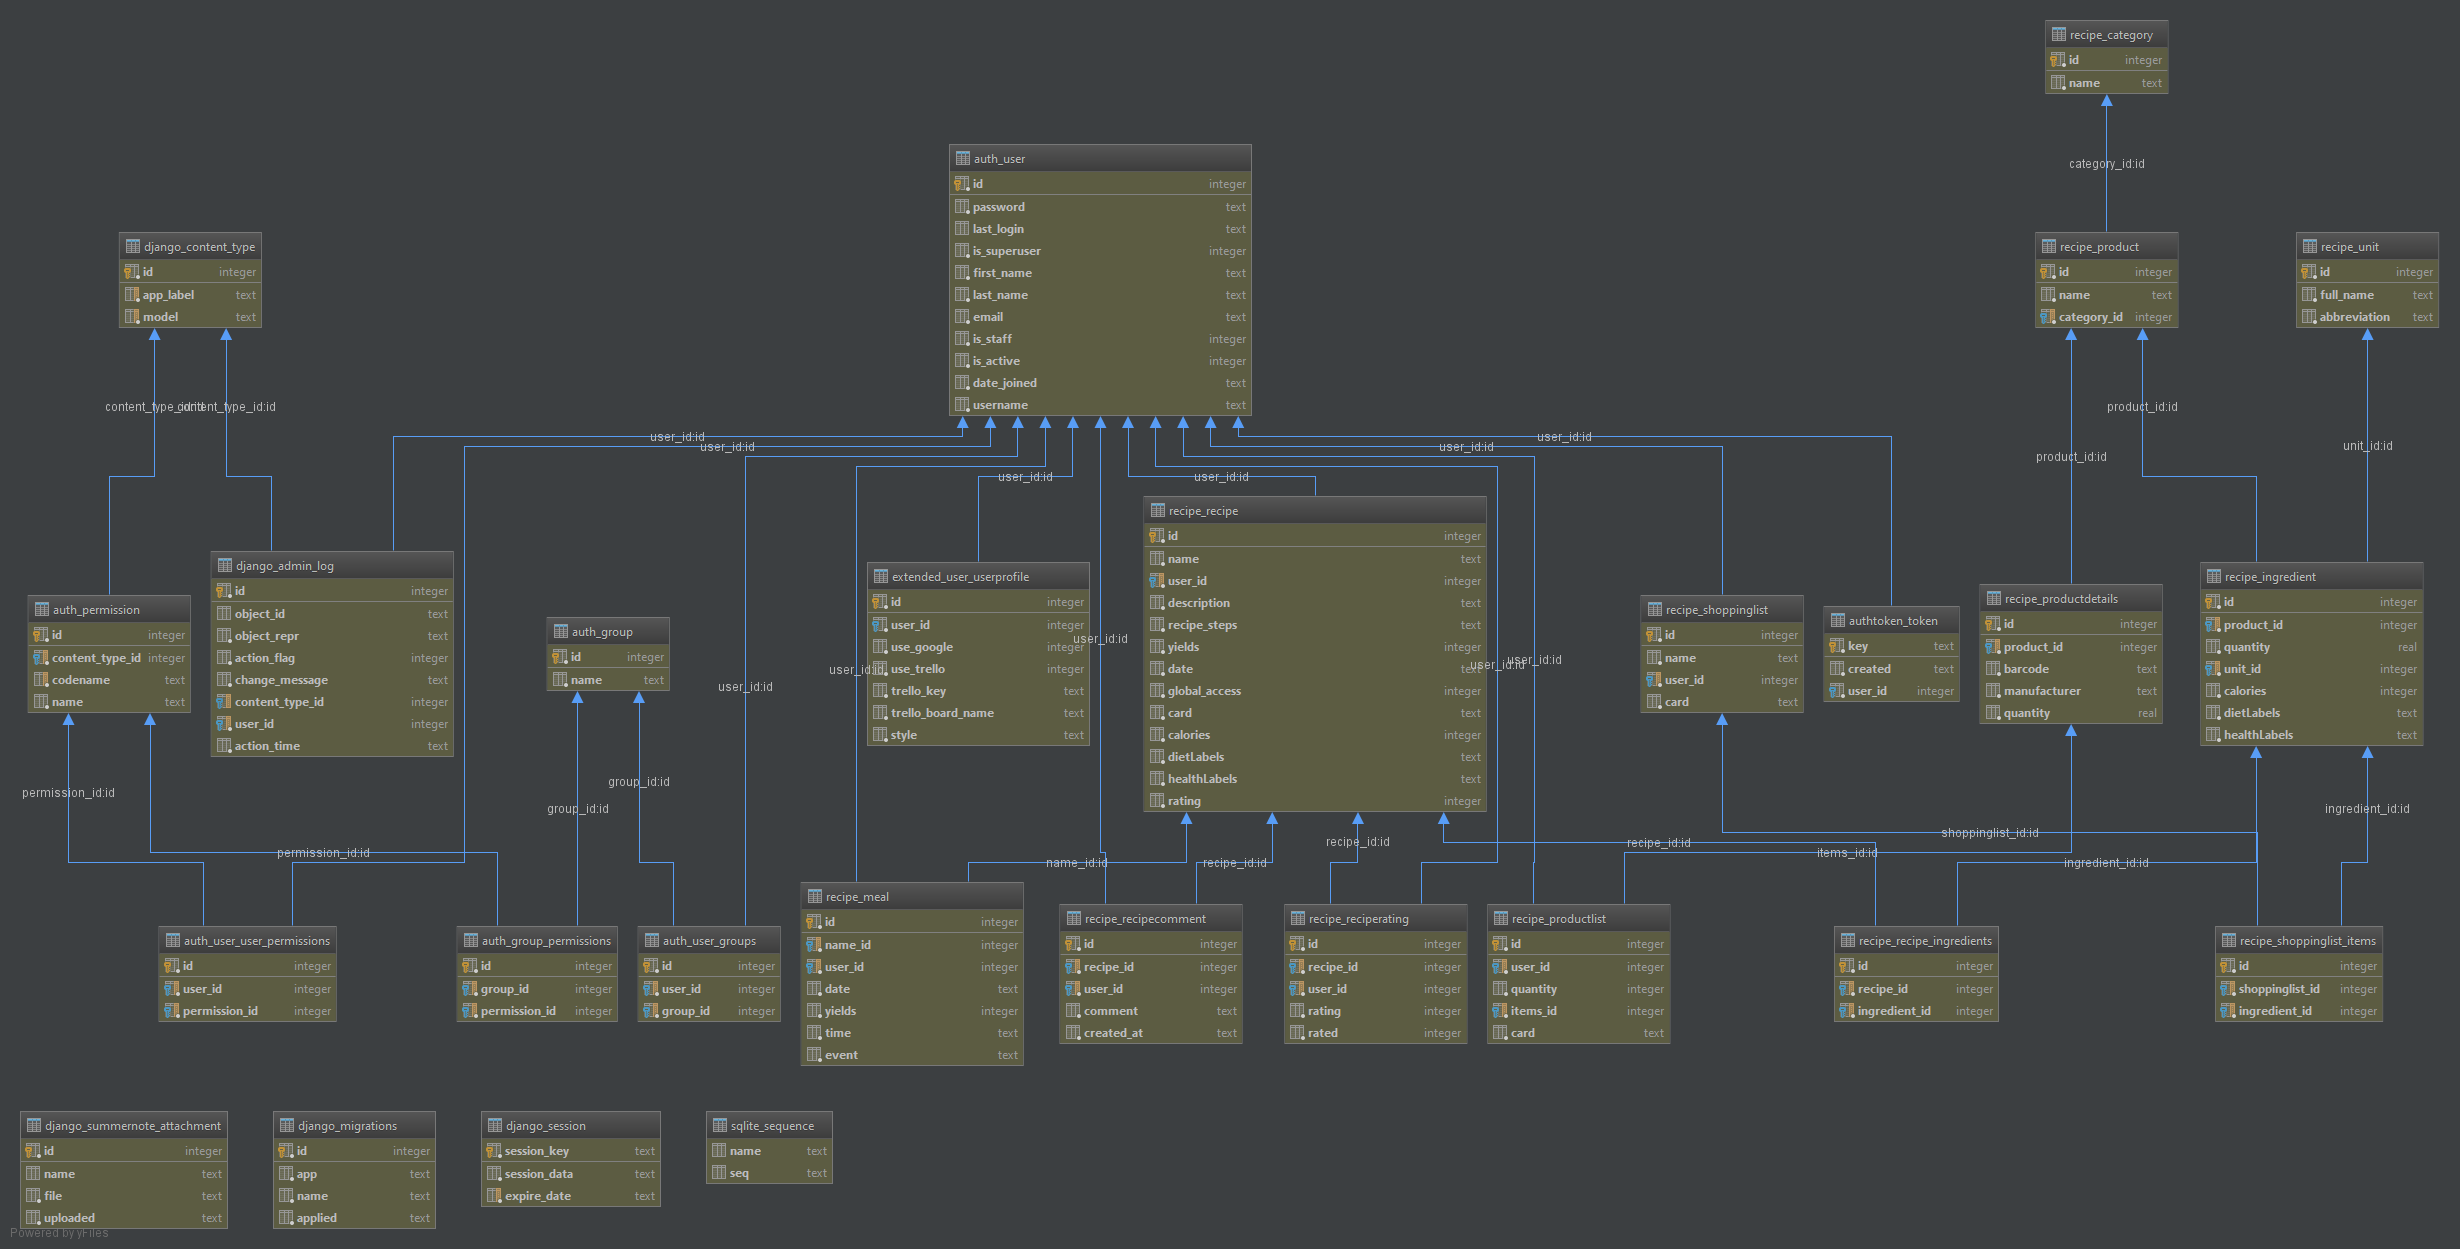 recipe_category
id integer
name text
category_id:id
auth_user
id integer
password text
last_login text
is_superuser integer
first_name text
last_name text
email text
is_staff integer
is_active integer
date_joined text
username text
django_content_type
id integer
app_label text
model text
recipe_product
id integer
name text
category_id integer
recipe_unit
id integer
full_name text
abbreviation text
content_type_id:id
content_type_id:id
user_id:id
user_id:id
user_id:id
user_id:id
user_id:id
user_id:id
product_id:id
product_id:id
unit_id:id
recipe_recipe
id integer
name text
user_id integer
description text
recipe_steps text
yields integer
date text
global_access integer
card text
calories integer
dietLabels text
healthLabels text
rating integer
django_admin_log
id integer
object_id text
object_repr text
action_flag integer
change_message text
content_type_id integer
user_id integer
action_time text
extended_user_userprofile
id integer
user_id integer
use_google integer
use_trello integer
trello_key text
trello_board_name text
style text
auth_permission
id integer
content_type_id integer
codename text
name text
auth_group
id integer
name text
recipe_shoppinglist
id integer
name text
user_id integer
card text
authtoken_token
key text
created text
user_id integer
recipe_productdetails
id integer
product_id integer
barcode text
manufacturer text
quantity real
recipe_ingredient
id integer
product_id integer
quantity real
unit_id integer
calories integer
dietLabels text
healthLabels text
user_id:id
user_id:id
user_id:id
user_id:id
user_id:id
permission_id:id
group_id:id
group_id:id
permission_id:id
name_id:id
recipe_id:id
recipe_id:id
recipe_id:id
items_id:id
shoppinglist_id:id
ingredient_id:id
ingredient_id:id
auth_user_user_permissions
id integer
user_id integer
permission_id integer
auth_group_permissions
id integer
group_id integer
permission_id integer
auth_user_groups
id integer
user_id integer
group_id integer
recipe_meal
id integer
name_id integer
user_id integer
date text
yields integer
time text
event text
recipe_recipecomment
id integer
recipe_id integer
user_id integer
comment text
created_at text
recipe_reciperating
id integer
recipe_id integer
user_id integer
rating integer
rated integer
recipe_productlist
id integer
user_id integer
quantity integer
items_id integer
card text
recipe_recipe_ingredients
id integer
recipe_id integer
ingredient_id integer
recipe_shoppinglist_items
id integer
shoppinglist_id integer
ingredient_id integer
django_summernote_attachment
id integer
name text
file text
uploaded text
django_migrations
id integer
app text
name text
applied text
django_session
session_key text
session_data text
expire_date text
sqlite_sequence
name text
seq text
Powered by yFiles